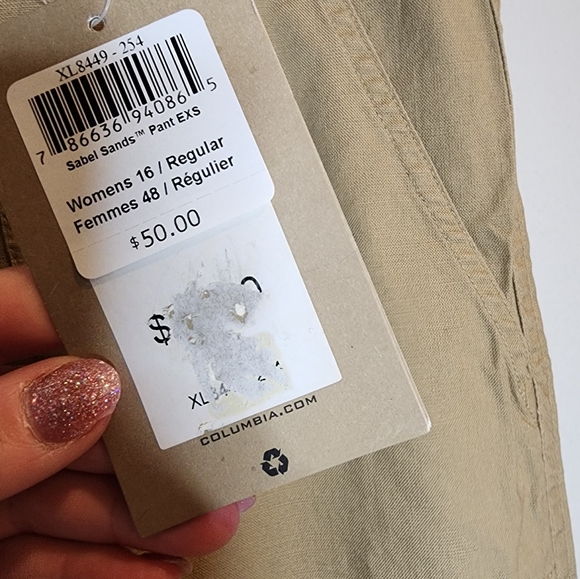 XL8449 - 254
7 86636 94086 5
Sabel Sands™ Pant EXS
Womens 16 / Regular
Femmes 48 / Régulier
$50.00
$
XL
COLUMBIA.COM